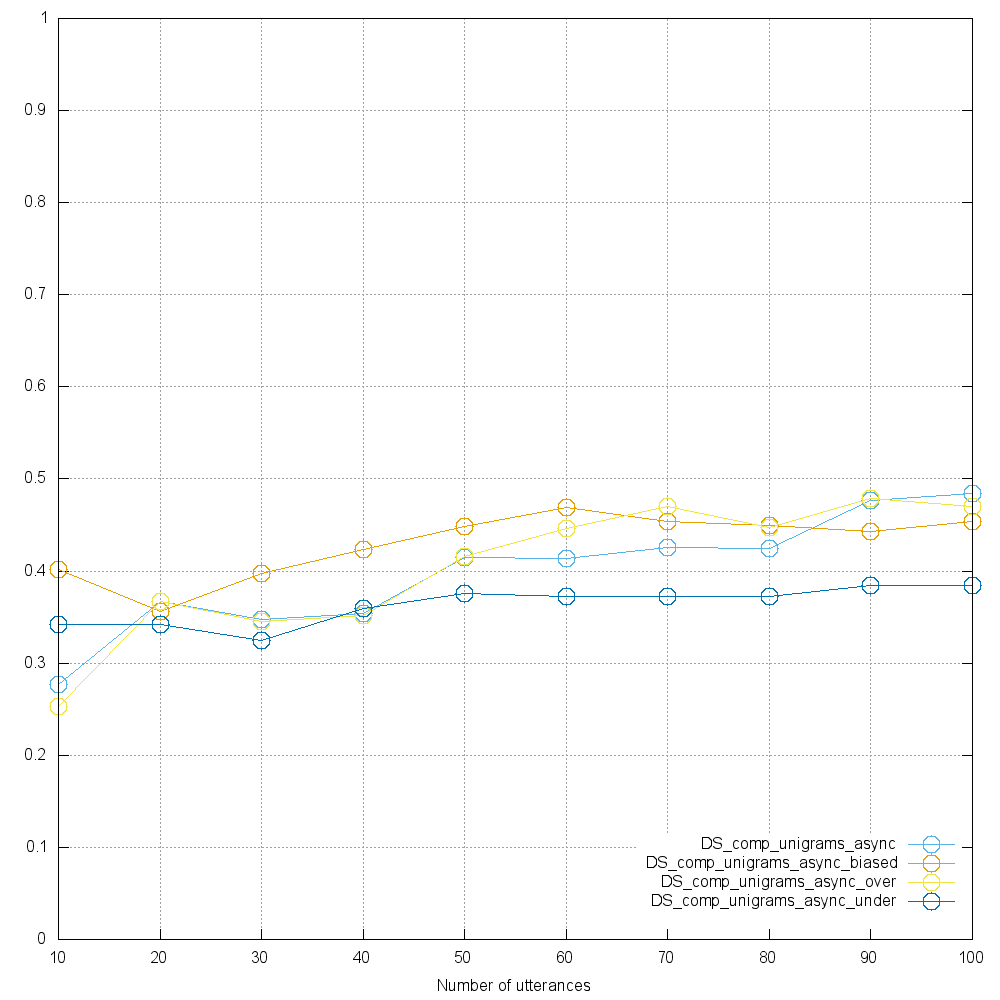 1
0.9
0.8
0.7
0.6
0.5
0.4
0.3
0.2
0.1
0
DS_comp_unigrams_async
DS_comp_unigrams_async_biased
DS_comp_unigrams_async_over
DS_comp_unigrams_async_under
10 20 30 40 50 60 70 80 90 100
Number of utterances